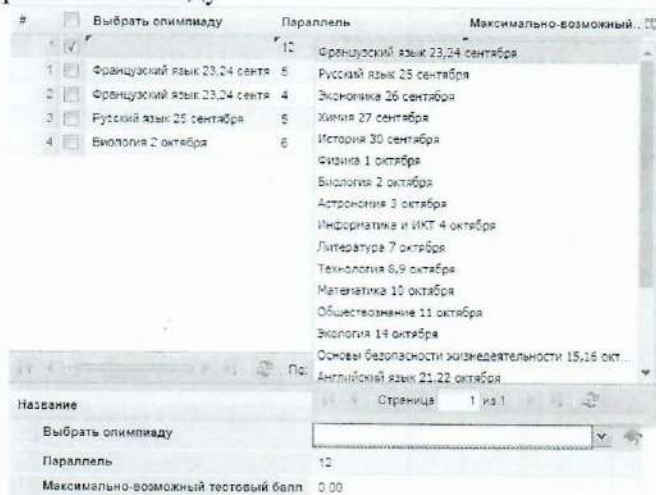 # Выбрать олимпиаду Параллель Максимально-возможный..
1 12
1 Французский язык 23,24 сентя 5
2 Французский язык 23,24 сентя 4
3 Русский язык 25 сентября 5
4 Биология 2 октября 6
Французский язык 23,24 сентября
Русский язык 25 сентября
Экономика 26 сентября
Химия 27 сентября
История 30 сентября
Физика 1 октября
Биология 2 октября
Астрономия 3 октября
Информатика и ИКТ 4 октября
Литература 7 октября
Технология 8,9 октября
Математика 10 октября
Обществознание 11 октября
Экология 14 октября
Основы безопасности жизнедеятельности 15,16 окт...
Английский язык 21,22 октября
По:
Страница 1 из 1
Название
Выбрать олимпиаду
Параллель 12
Максимально-возможный тестовый балл 0.00